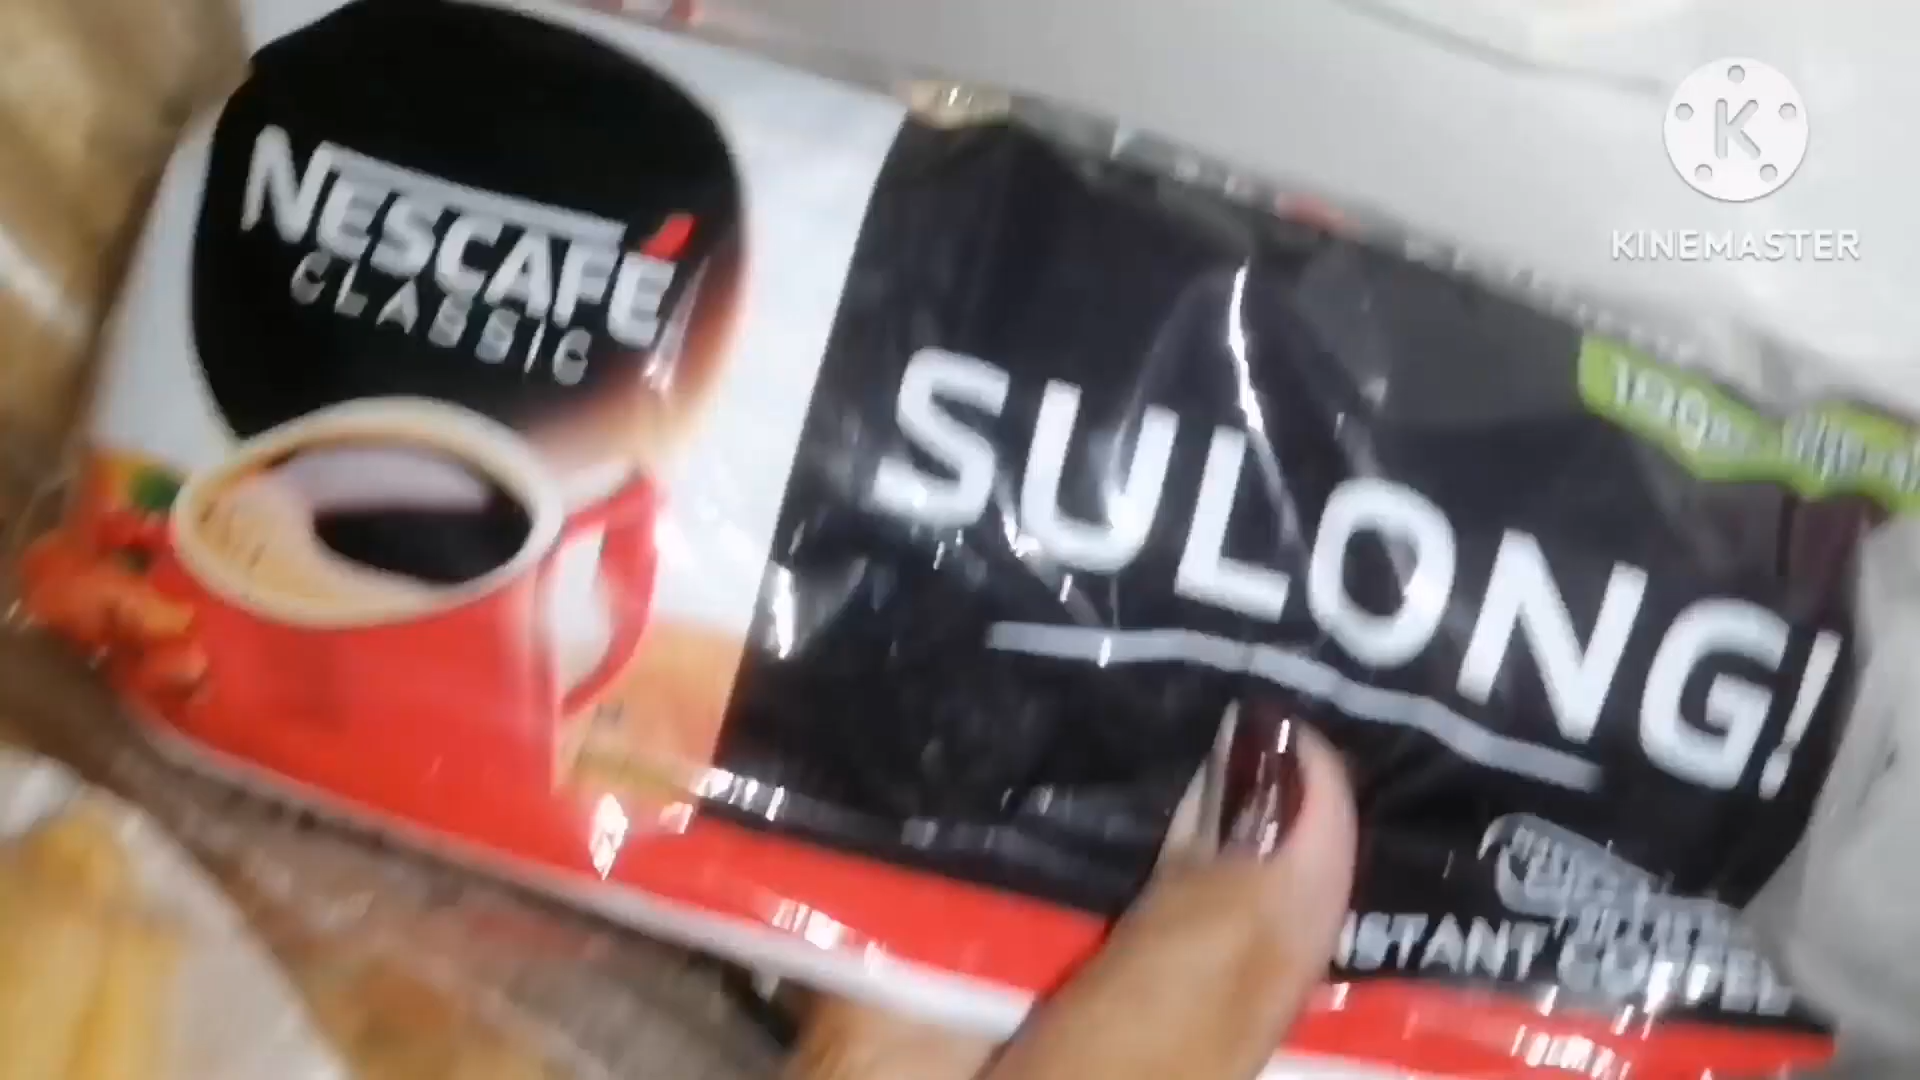 NESCAFÉ
CLASSIC
SULONG!
INSTANT COFFEE
K
KINEMASTER